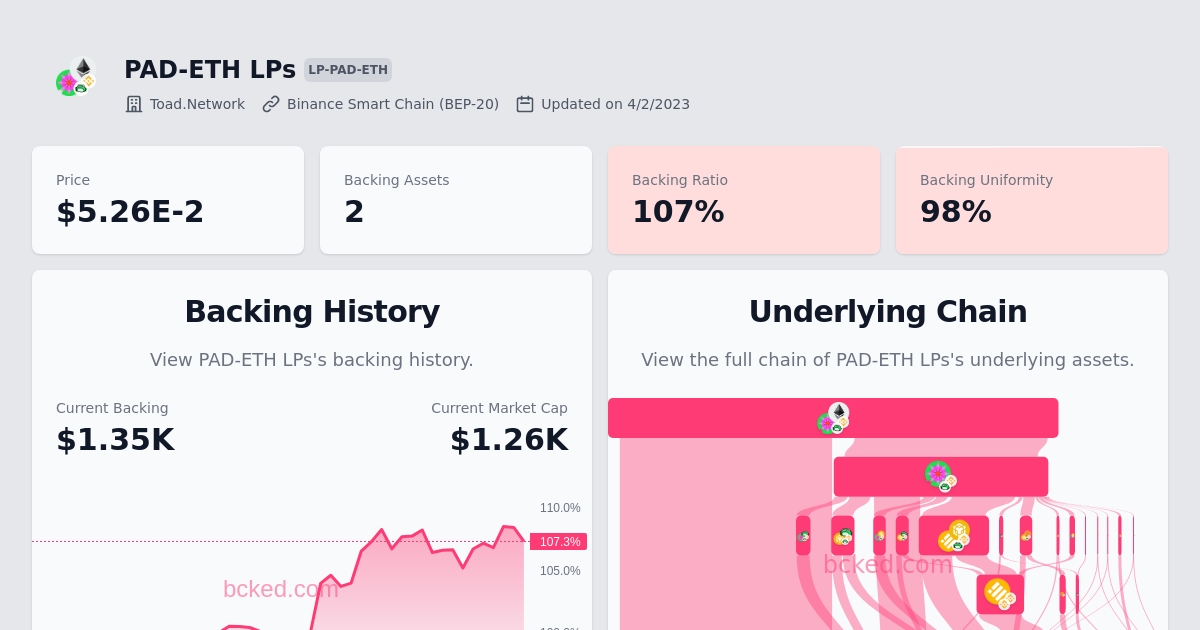 PAD-ETH LPs LP-PAD-ETH
Toad.Network Binance Smart Chain (BEP-20) Updated on 4/2/2023
Price
$5.26E-2
Backing Assets
2
Backing Ratio
107%
Backing Uniformity
98%
Backing History
View PAD-ETH LPs's backing history.
Current Backing
$1.35K
Current Market Cap
$1.26K
110.0%
107.3%
105.0%
bcked.com
Underlying Chain
View the full chain of PAD-ETH LPs's underlying assets.
bcked.com